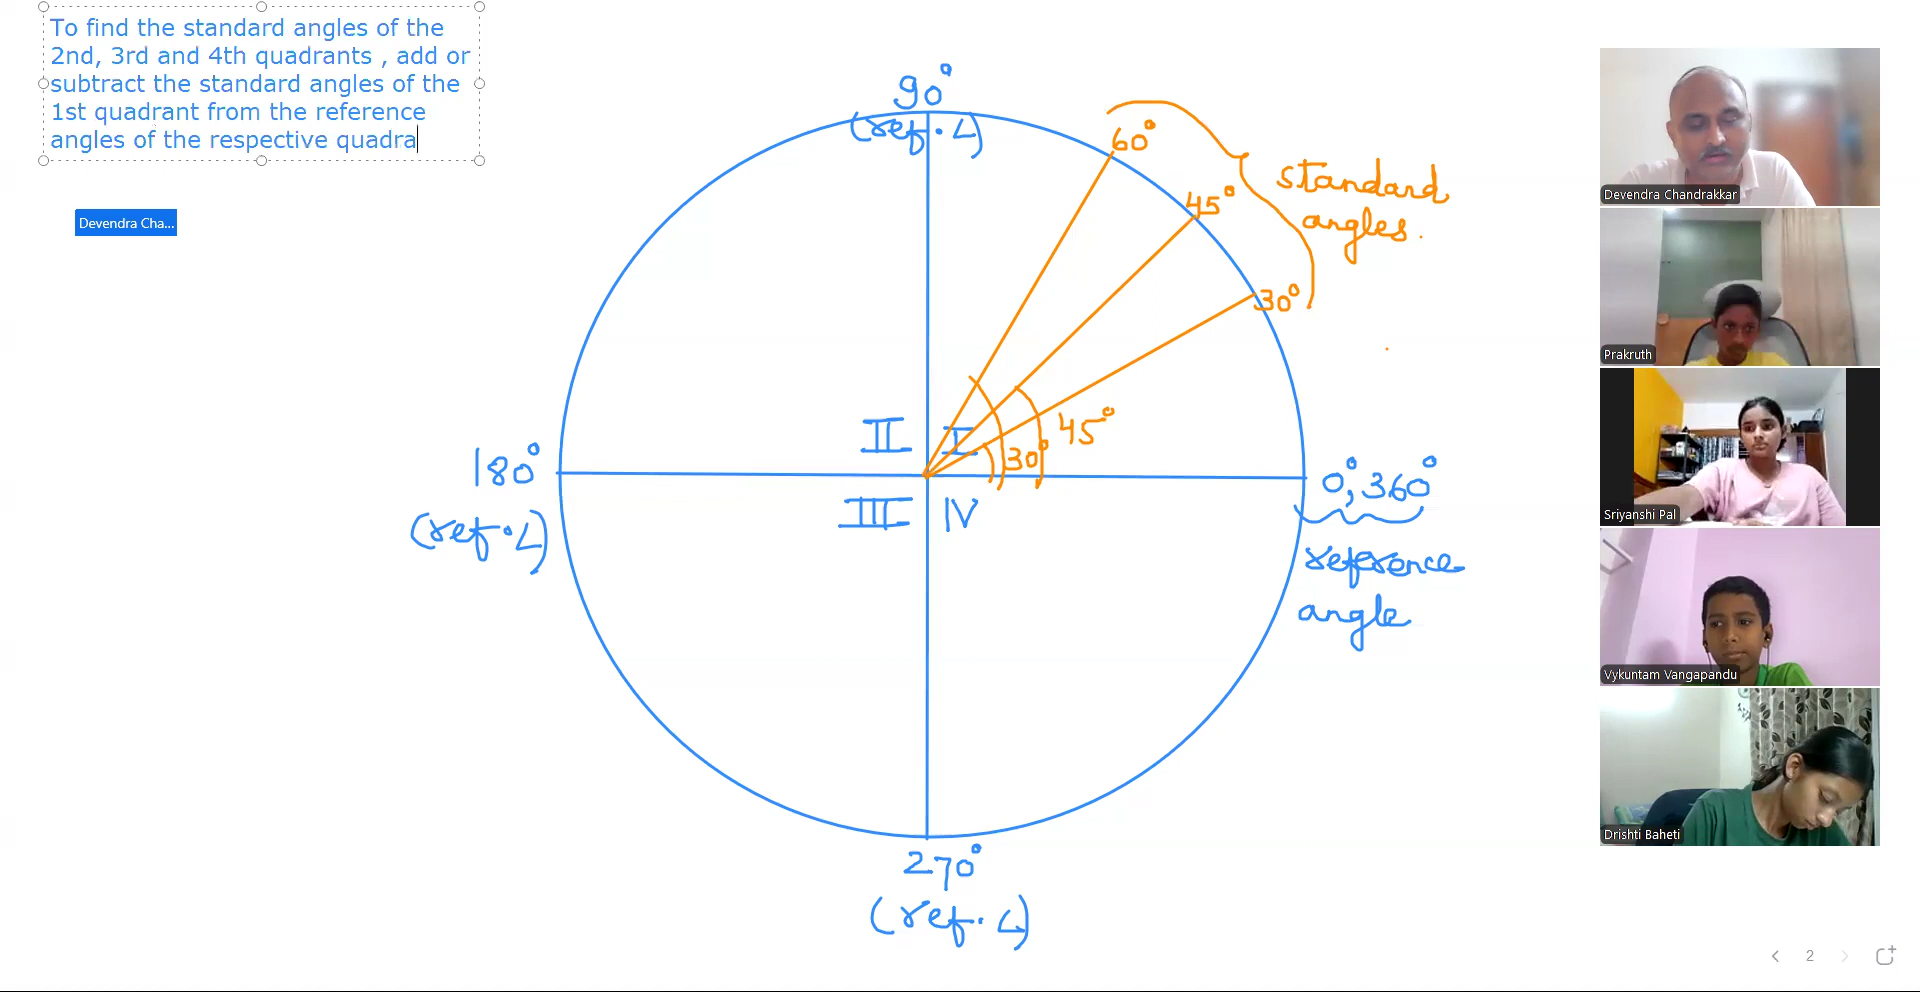 To find the standard angles of the
2nd, 3rd and 4th quadrants , add or
subtract the standard angles of the
1st quadrant from the reference
angles of the respective quadra
Devendra Cha...
90°
(ref. ∠)
60°
45°
30°
standard
angles.
45°
30°
II I
III IV
180°
(ref. ∠)
0°, 360°
reference
angle
270°
(ref. ∠)
Devendra Chandrakkar
Prakruth
Sriyanshi Pal
Vykuntam Vangapandu
Drishti Baheti
2